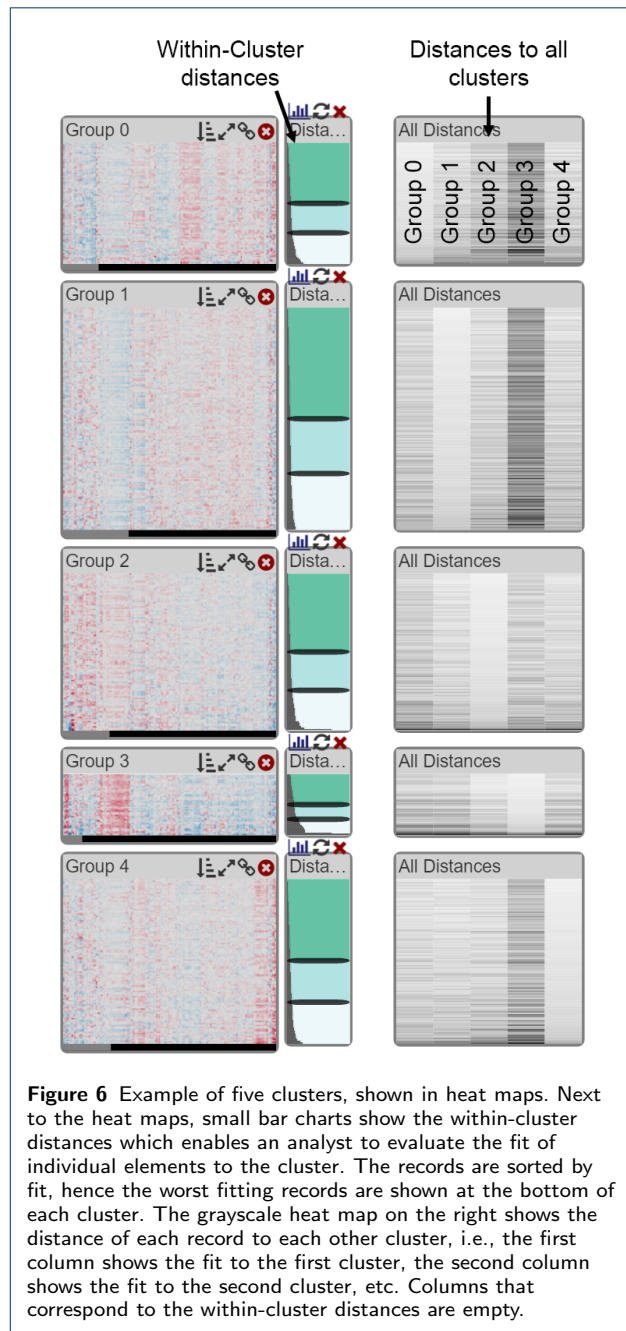 Within-Cluster
distances
Distances to all
clusters
Group 0
Dista...
All Distances
Group 0
Group 1
Group 2
Group 3
Group 4
Group 1
Dista...
All Distances
Group 2
Dista...
All Distances
Group 3
Dista...
All Distances
Group 4
Dista...
All Distances
Figure 6 Example of five clusters, shown in heat maps. Next
to the heat maps, small bar charts show the within-cluster
distances which enables an analyst to evaluate the fit of
individual elements to the cluster. The records are sorted by
fit, hence the worst fitting records are shown at the bottom of
each cluster. The grayscale heat map on the right shows the
distance of each record to each other cluster, i.e., the first
column shows the fit to the first cluster, the second column
shows the fit to the second cluster, etc. Columns that
correspond to the within-cluster distances are empty.